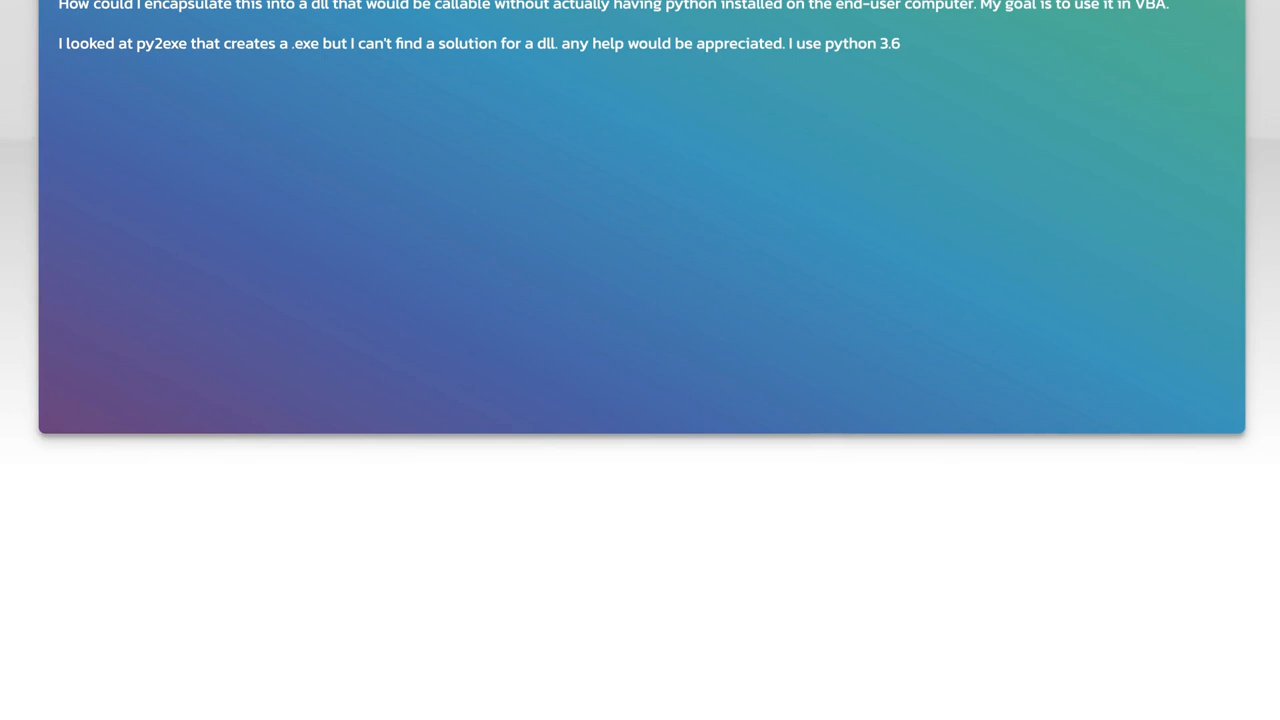 How could I encapsulate this into a dll that would be callable without actually having python installed on the end-user computer. My goal is to use it in VBA.
I looked at py2exe that creates a .exe but I can't find a solution for a dll. any help would be appreciated. I use python 3.6